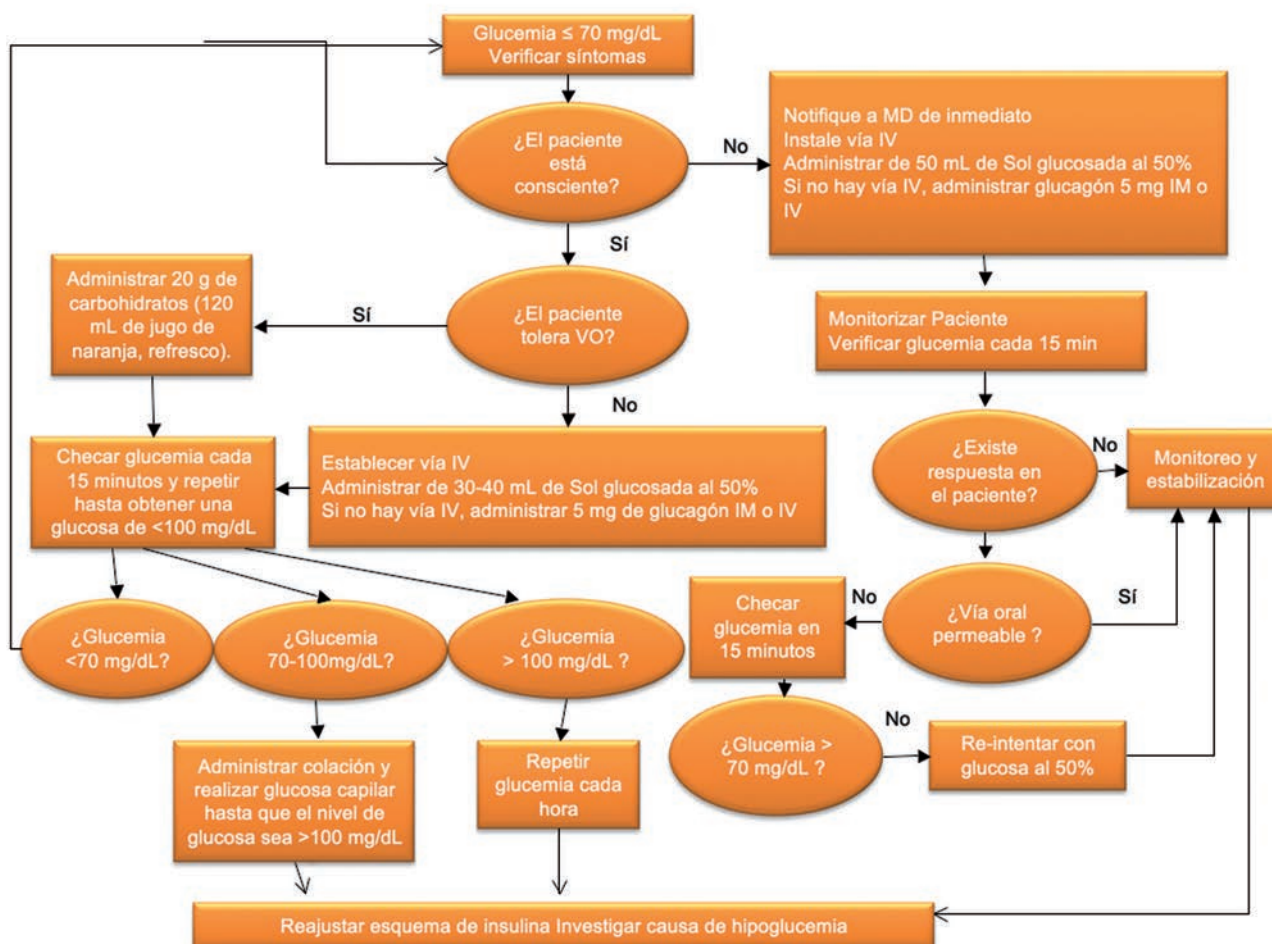 Glucemia ≤ 70 mg/dL
Verificar síntomas
¿El paciente
está
consciente?
No
Notifique a MD de inmediato
Instale vía IV
Administrar de 50 mL de Sol glucosada al 50%
Si no hay vía IV, administrar glucagón 5 mg IM o
IV
Sí
Administrar 20 g de
carbohidratos (120
mL de jugo de
naranja, refresco).
Sí
¿El paciente
tolera VO?
Monitorizar Paciente
Verificar glucemia cada 15 min
No
Checar glucemia cada
15 minutos y repetir
hasta obtener una
glucosa de <100 mg/dL
Establecer vía IV
Administrar de 30-40 mL de Sol glucosada al 50%
Si no hay vía IV, administrar 5 mg de glucagón IM o IV
¿Existe
respuesta en
el paciente?
No
Monitoreo y
estabilización
¿Glucemia
<70 mg/dL?
¿Glucemia
70-100mg/dL?
¿Glucemia
> 100 mg/dL ?
Checar
glucemia en
15 minutos
No
¿Vía oral
permeable ?
Sí
¿Glucemia >
70 mg/dL ?
No
Re-intentar con
glucosa al 50%
Administrar colación y
realizar glucosa capilar
hasta que el nivel de
glucosa sea >100 mg/dL
Repetir
glucemia cada
hora
Reajustar esquema de insulina Investigar causa de hipoglucemia